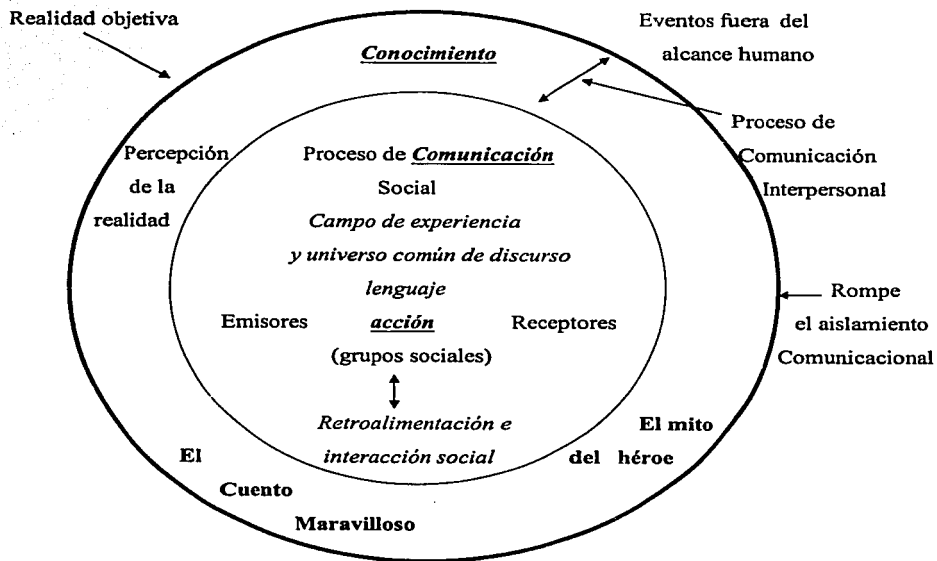 Realidad objetiva
Eventos fuera del
alcance humano
Conocimiento
Proceso de
Comunicación
Interpersonal
Percepción
de la
realidad
Proceso de Comunicación
Social
Campo de experiencia
y universo común de discurso
lenguaje
Emisores acción Receptores
(grupos sociales)
Retroalimentación e
interacción social
Rompe
el aislamiento
Comunicacional
El
Cuento
Maravilloso
El mito
del héroe